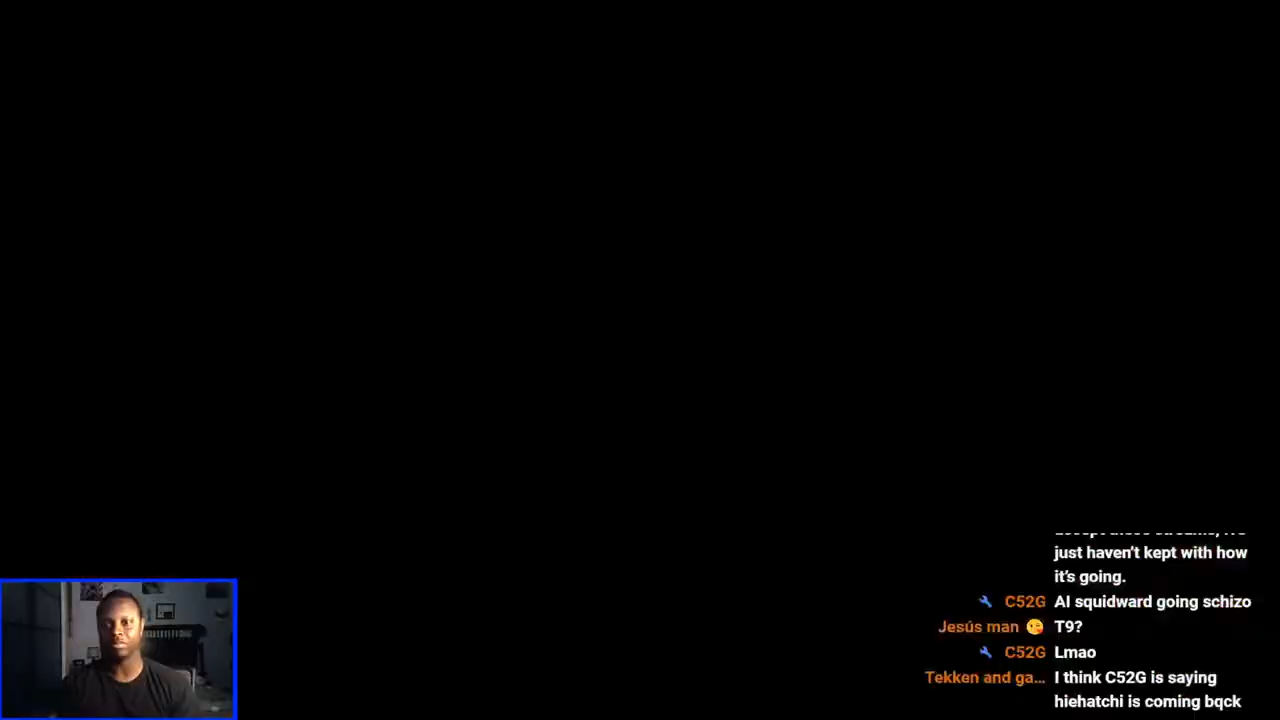 just haven't kept with how
it's going.
C52G AI squidward going schizo
Jesús man 😘 T9?
C52G Lmao
Tekken and ga... I think C52G is saying
hiehatchi is coming bqck